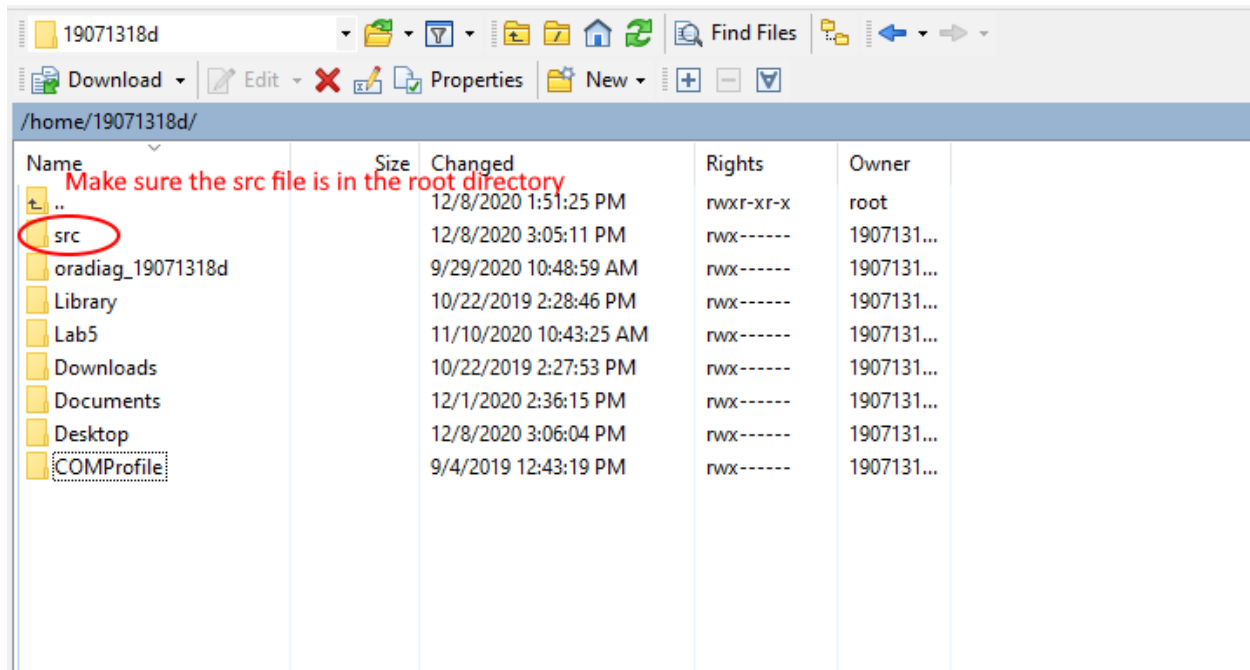 19071318d Find Files
Download Edit Properties New
/home/19071318d/
Name Size Changed Rights Owner
Make sure the src file is in the root directory
.. 12/8/2020 1:51:25 PM rwxr-xr-x root
src 12/8/2020 3:05:11 PM rwx------ 1907131...
oradiag_19071318d 9/29/2020 10:48:59 AM rwx------ 1907131...
Library 10/22/2019 2:28:46 PM rwx------ 1907131...
Lab5 11/10/2020 10:43:25 AM rwx------ 1907131...
Downloads 10/22/2019 2:27:53 PM rwx------ 1907131...
Documents 12/1/2020 2:36:15 PM rwx------ 1907131...
Desktop 12/8/2020 3:06:04 PM rwx------ 1907131...
COMProfile 9/4/2019 12:43:19 PM rwx------ 1907131...